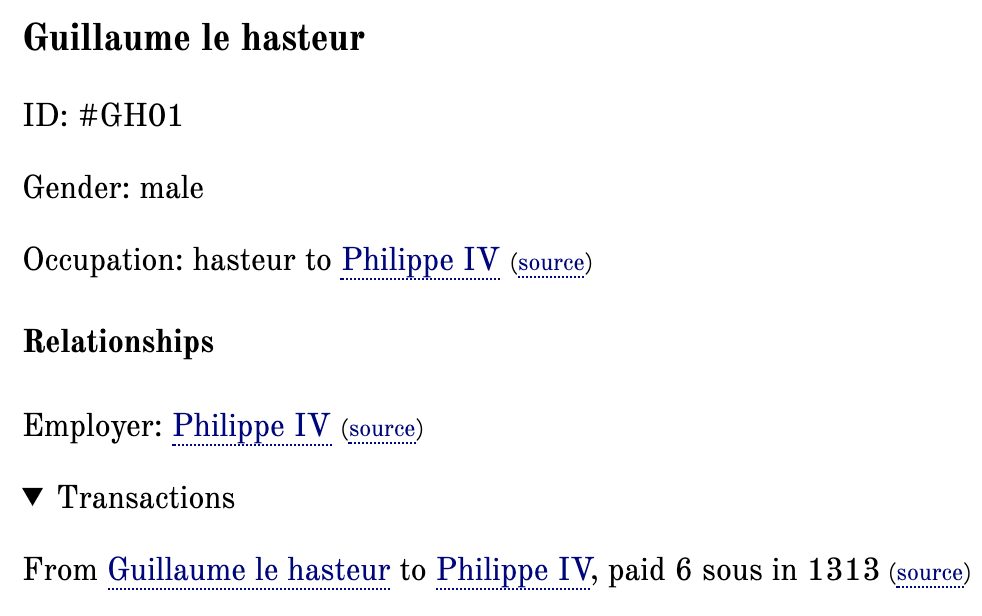 Guillaume le hasteur
ID: #GH01
Gender: male
Occupation: hasteur to Philippe IV (source)
Relationships
Employer: Philippe IV (source)
▼ Transactions
From Guillaume le hasteur to Philippe IV, paid 6 sous in 1313 (source)